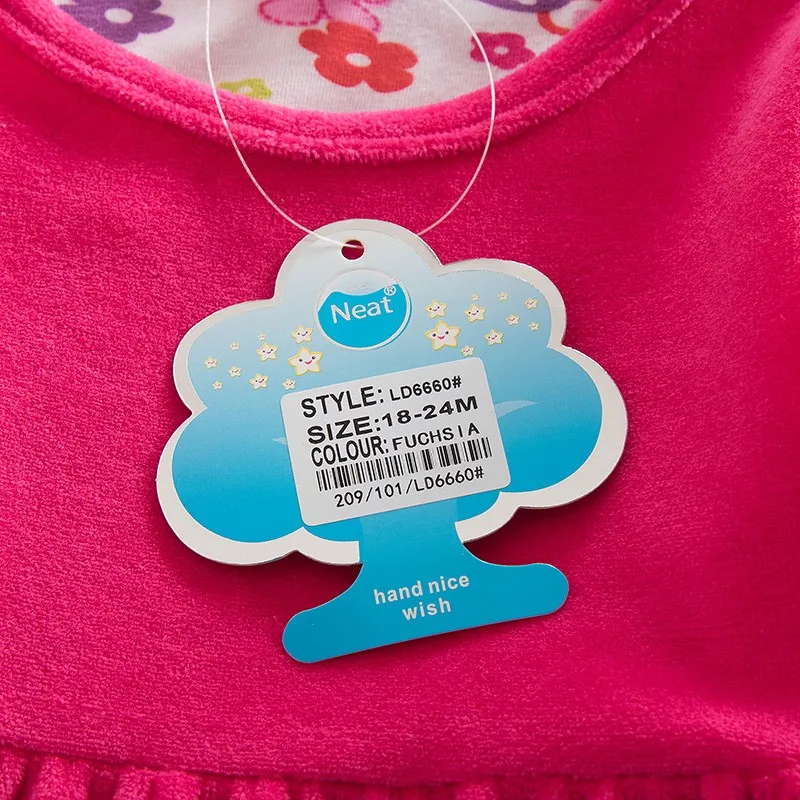 Neat®
STYLE: LD6660#
SIZE:18-24M
COLOUR: FUCHSIA
209/101/LD6660#
hand nice
wish